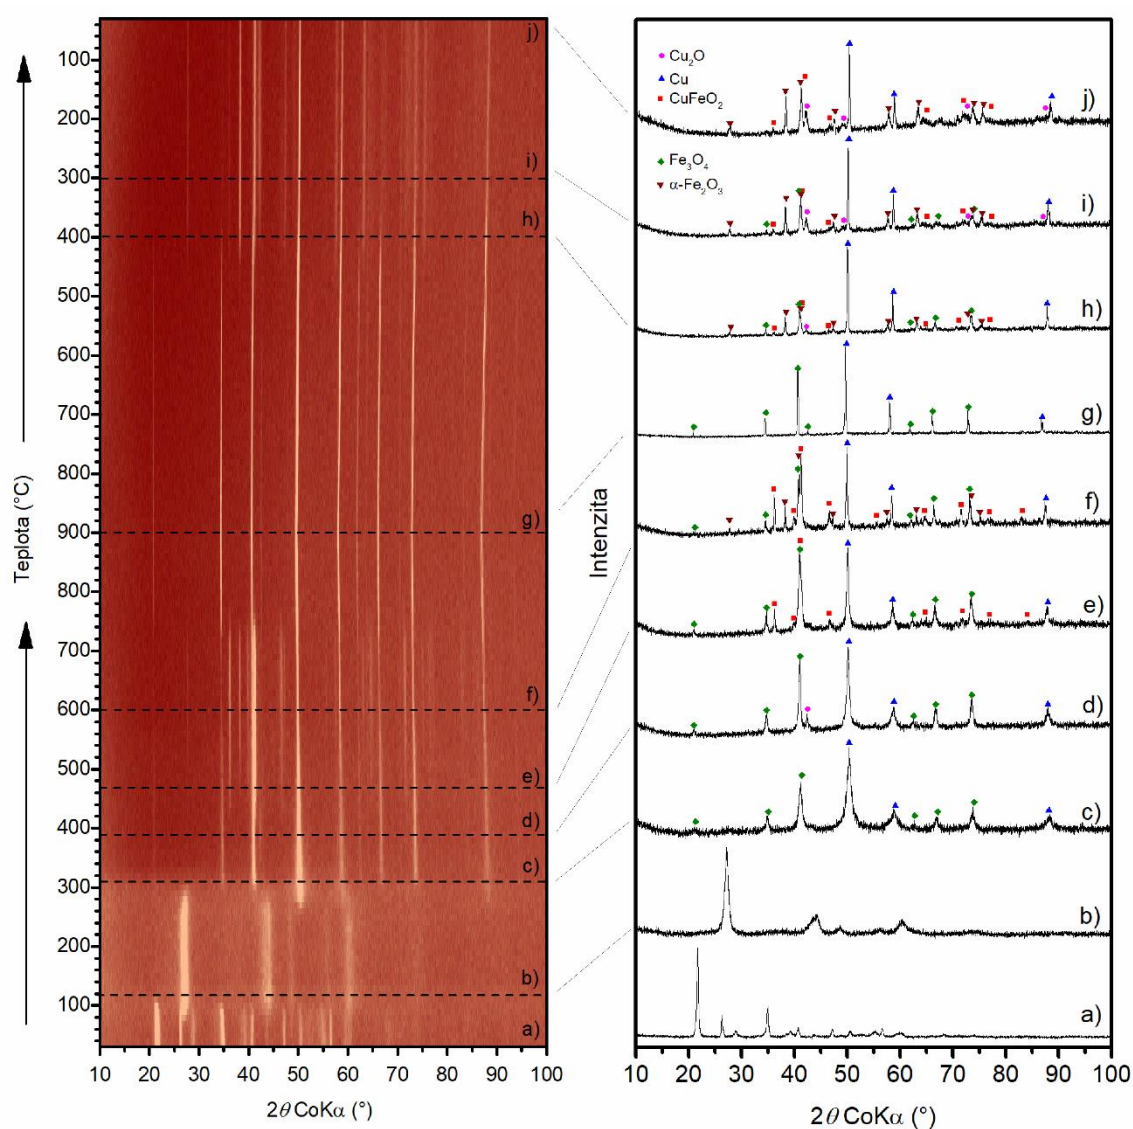 Teplota (°C)
100
200
300
400
500
600
700
800
900
800
700
600
500
400
300
200
100
j)
i)
h)
g)
f)
e)
d)
c)
b)
a)
10 20 30 40 50 60 70 80 90 100
2θ CoKα (°)
Intenzita
Cu₂O
Cu
CuFeO₂
Fe₃O₄
α-Fe₂O₃
j)
i)
h)
g)
f)
e)
d)
c)
b)
a)
10 20 30 40 50 60 70 80 90 100
2θ CoKα (°)